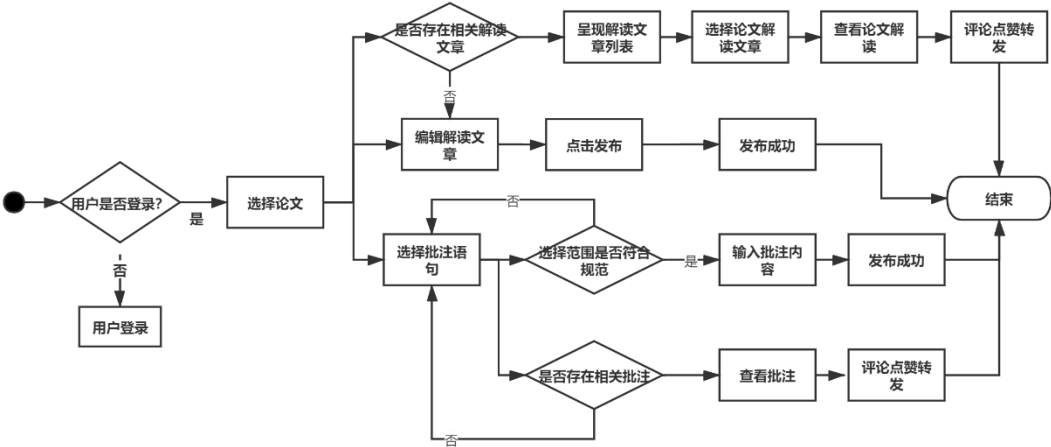 是否存在相关解读
文章
呈现解读文
章列表
选择论文解
读文章
查看论文解
读
评论点赞转
发
否
编辑解读文
章
点击发布
发布成功
用户是否登录?
是
选择论文
结束
否
用户登录
否
选择批注语
句
选择范围是否符合
规范
是
输入批注内
容
发布成功
是否存在相关批注
查看批注
评论点赞转
发
否